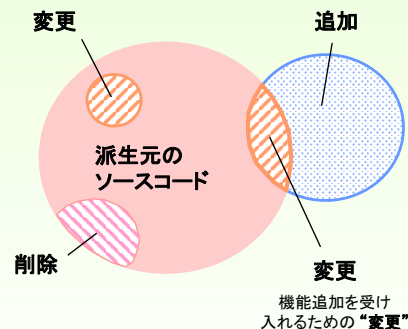 変更
追加
派生元の
ソースコード
削除
変更
機能追加を受け
入れるための“変更”